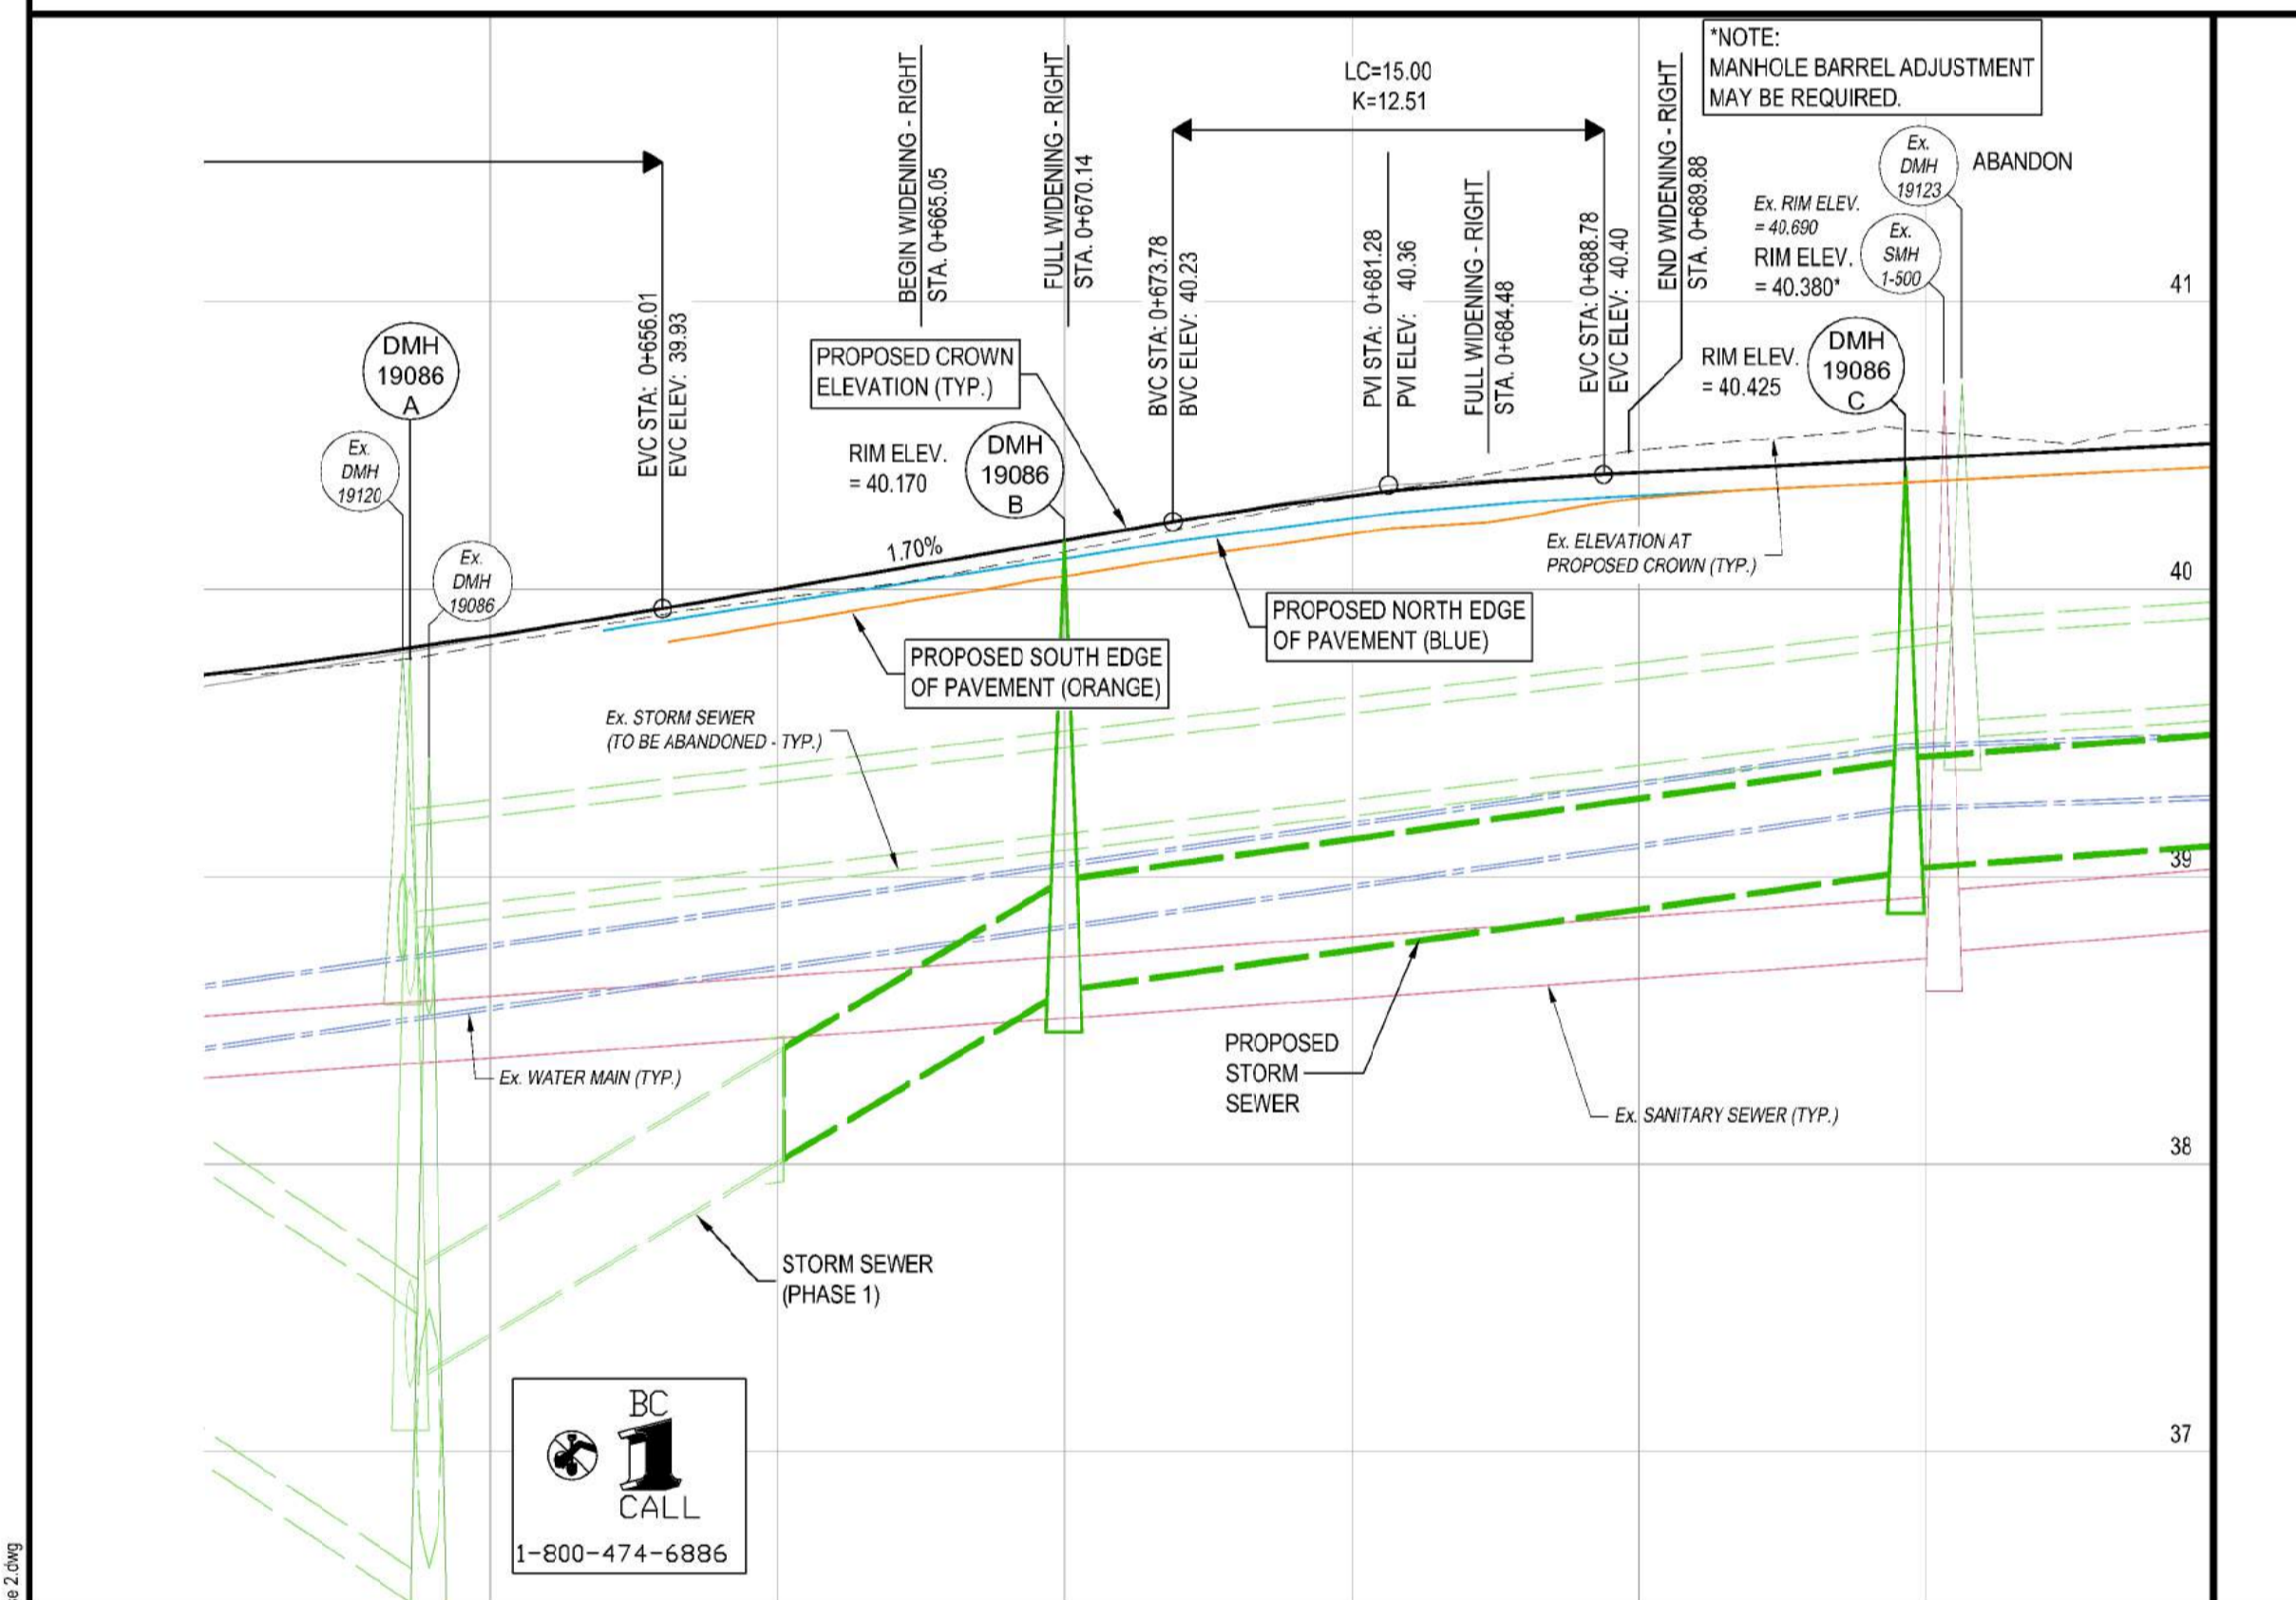 *NOTE:
MANHOLE BARREL ADJUSTMENT
MAY BE REQUIRED.
LC=15.00
K=12.51
BEGIN WIDENING - RIGHT
STA. 0+665.05
FULL WIDENING - RIGHT
STA. 0+670.14
END WIDENING - RIGHT
STA. 0+689.88
Ex.
DMH
19123
ABANDON
Ex. RIM ELEV.
= 40.690
RIM ELEV.
= 40.380*
Ex.
SMH
1-500
BVC STA: 0+673.78
BVC ELEV: 40.23
PVI STA: 0+681.28
PVI ELEV: 40.36
FULL WIDENING - RIGHT
STA. 0+684.48
EVC STA: 0+688.78
EVC ELEV: 40.40
41
EVC STA: 0+656.01
EVC ELEV: 39.93
DMH
19086
A
PROPOSED CROWN
ELEVATION (TYP.)
RIM ELEV.
= 40.425
DMH
19086
C
Ex.
DMH
19120
RIM ELEV.
= 40.170
DMH
19086
B
Ex.
DMH
19086
1.70%
Ex. ELEVATION AT
PROPOSED CROWN (TYP.)
40
PROPOSED NORTH EDGE
OF PAVEMENT (BLUE)
PROPOSED SOUTH EDGE
OF PAVEMENT (ORANGE)
Ex. STORM SEWER
(TO BE ABANDONED - TYP.)
39
Ex. WATER MAIN (TYP.)
PROPOSED
STORM
SEWER
Ex. SANITARY SEWER (TYP.)
38
STORM SEWER
(PHASE 1)
37
BC
1
CALL
1-800-474-6886
2.dwg